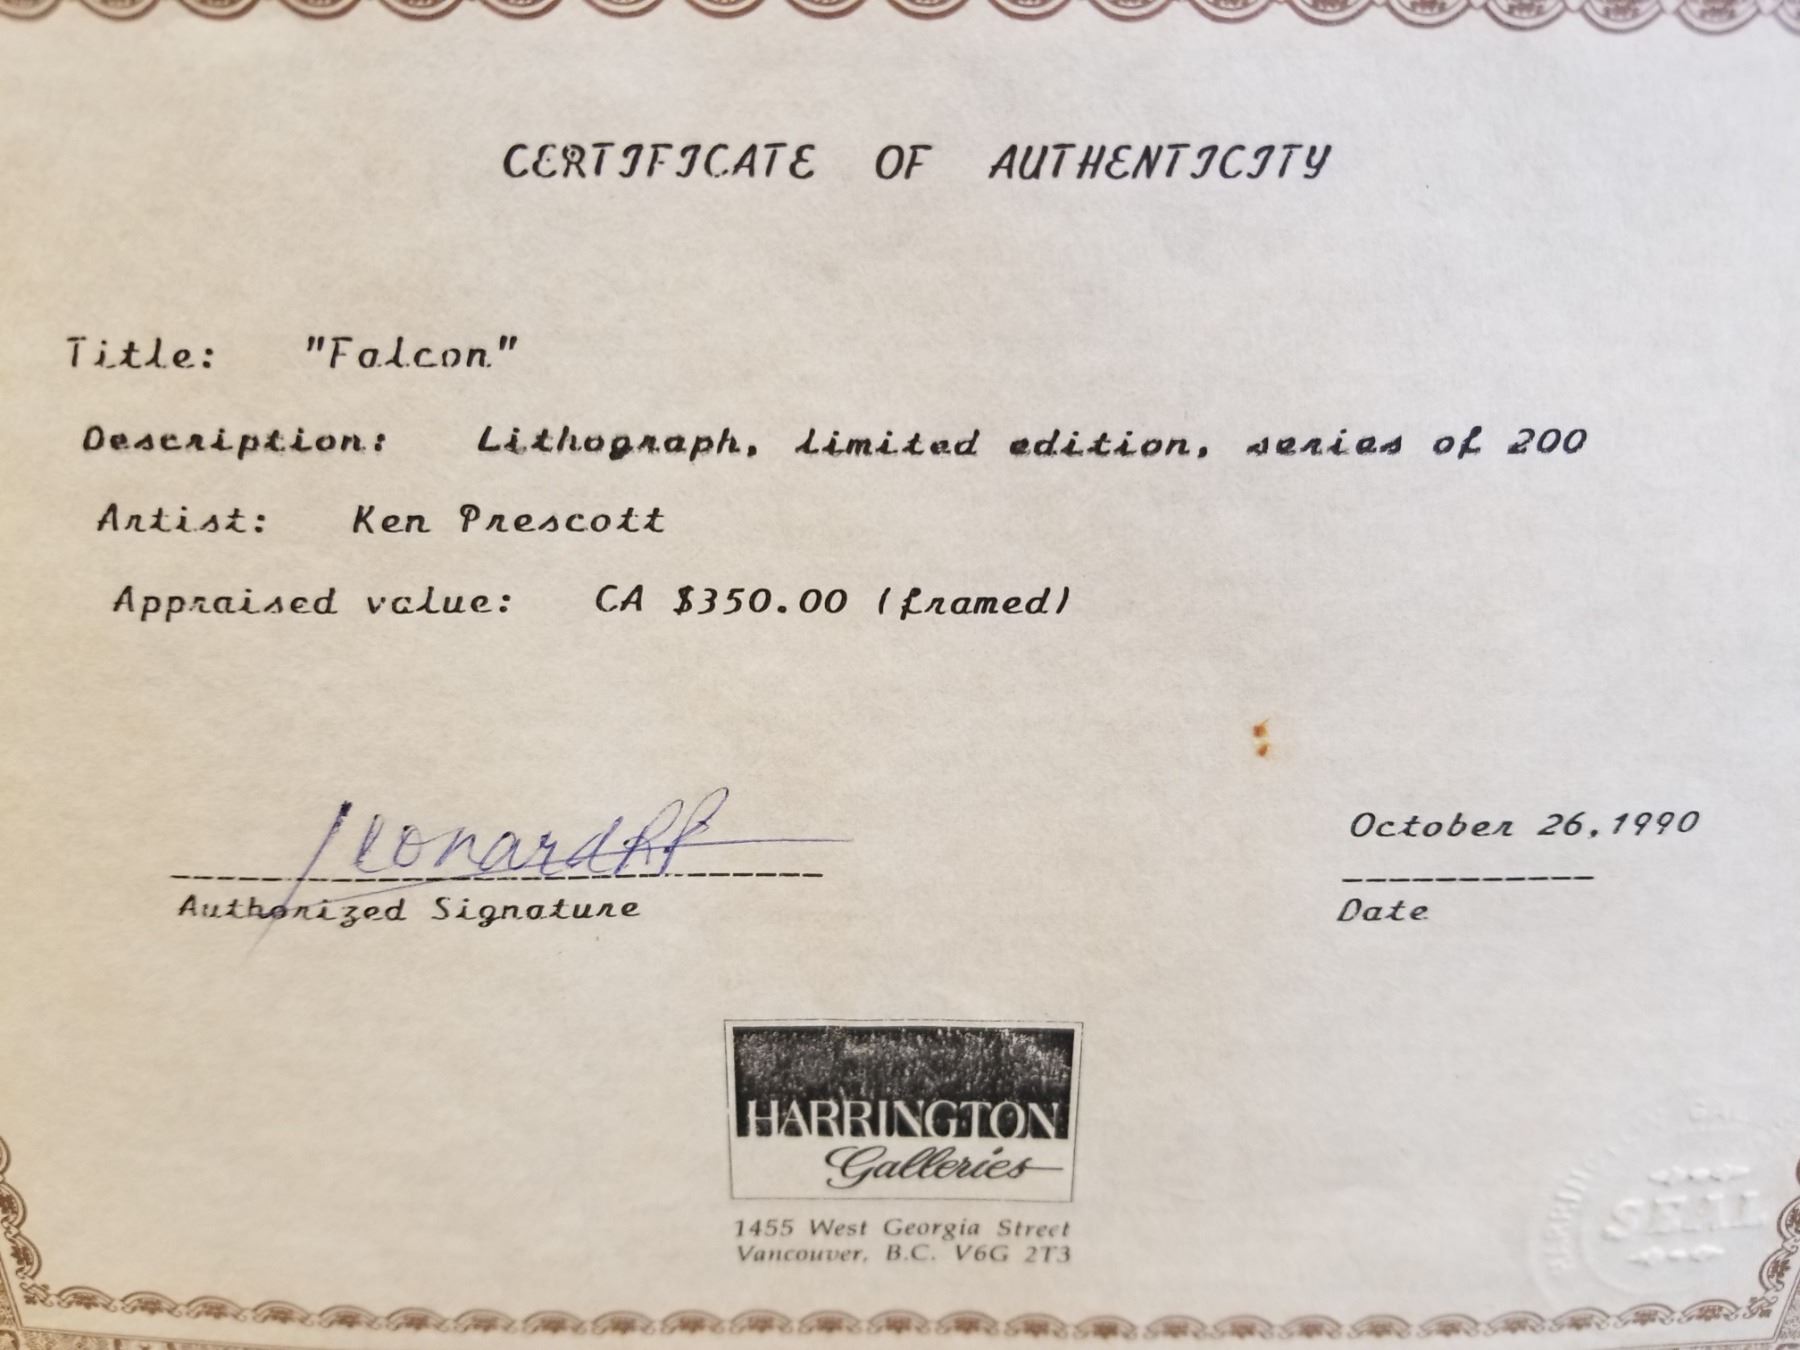 CERTIFICATE OF AUTHENTICITY
Title: "Falcon"
Description: Lithograph, limited edition, series of 200
Artist: Ken Prescott
Appraised value: CA $350.00 (framed)
October 26,1990
Authorized Signature
Date
HARRINGTON
Galleries
1455 West Georgia Street
Vancouver, B.C. V6G 2T3
SEAL